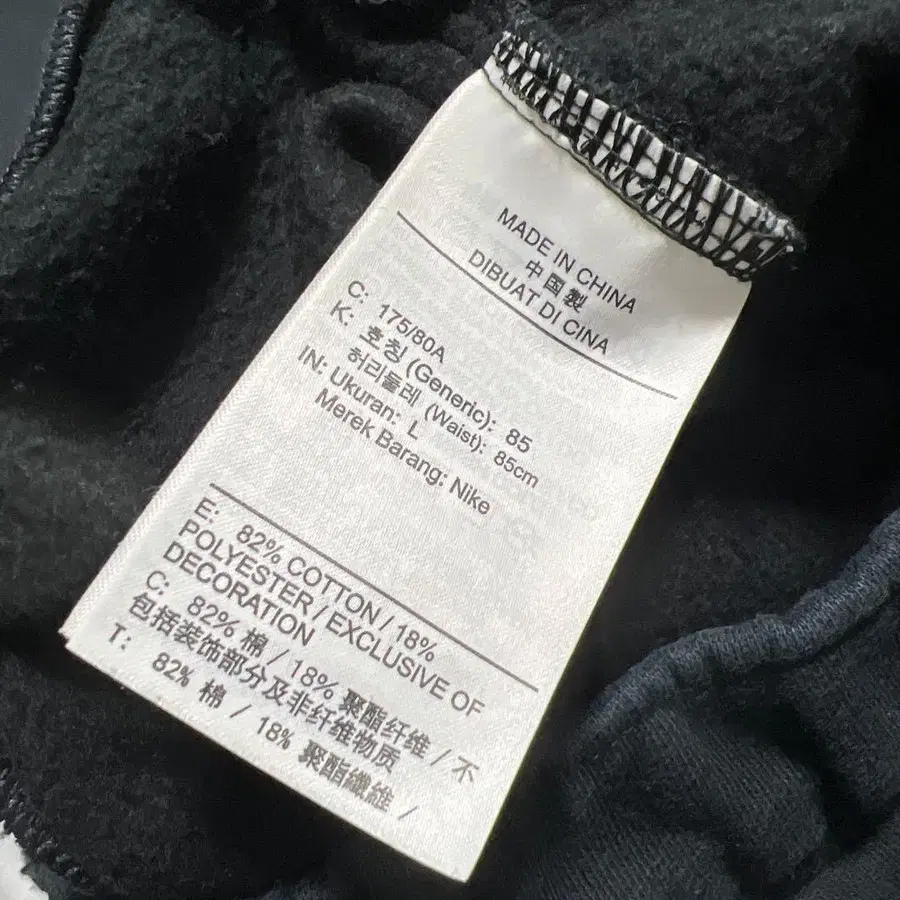 MADE IN CHINA
中国製
DIBUAT DI CINA
C: 175/80A
K: 호칭 (Generic): 85
허리둘레 (Waist): 85cm
IN: Ukuran: L
Merek Barang: Nike
E: 82% COTTON / 18%
POLYESTER / EXCLUSIVE OF
DECORATION
C: 82% 棉 / 18% 聚酯纤维 / 不
包括装饰部分及非纤维物质
T: 82% 棉 / 18% 聚酯纖維 /